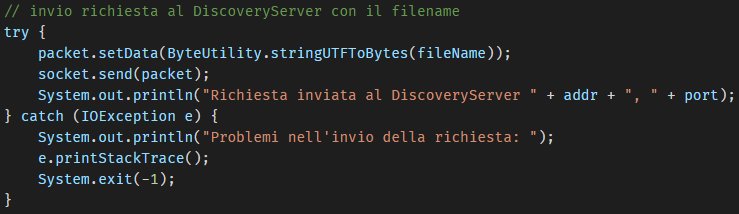 // invio richiesta al DiscoveryServer con il filename
try {
    packet.setData(ByteUtility.stringUTFToBytes(fileName));
    socket.send(packet);
    System.out.println("Richiesta inviata al DiscoveryServer " + addr + ", " + port);
} catch (IOException e) {
    System.out.println("Problemi nell'invio della richiesta: ");
    e.printStackTrace();
    System.exit(-1);
}